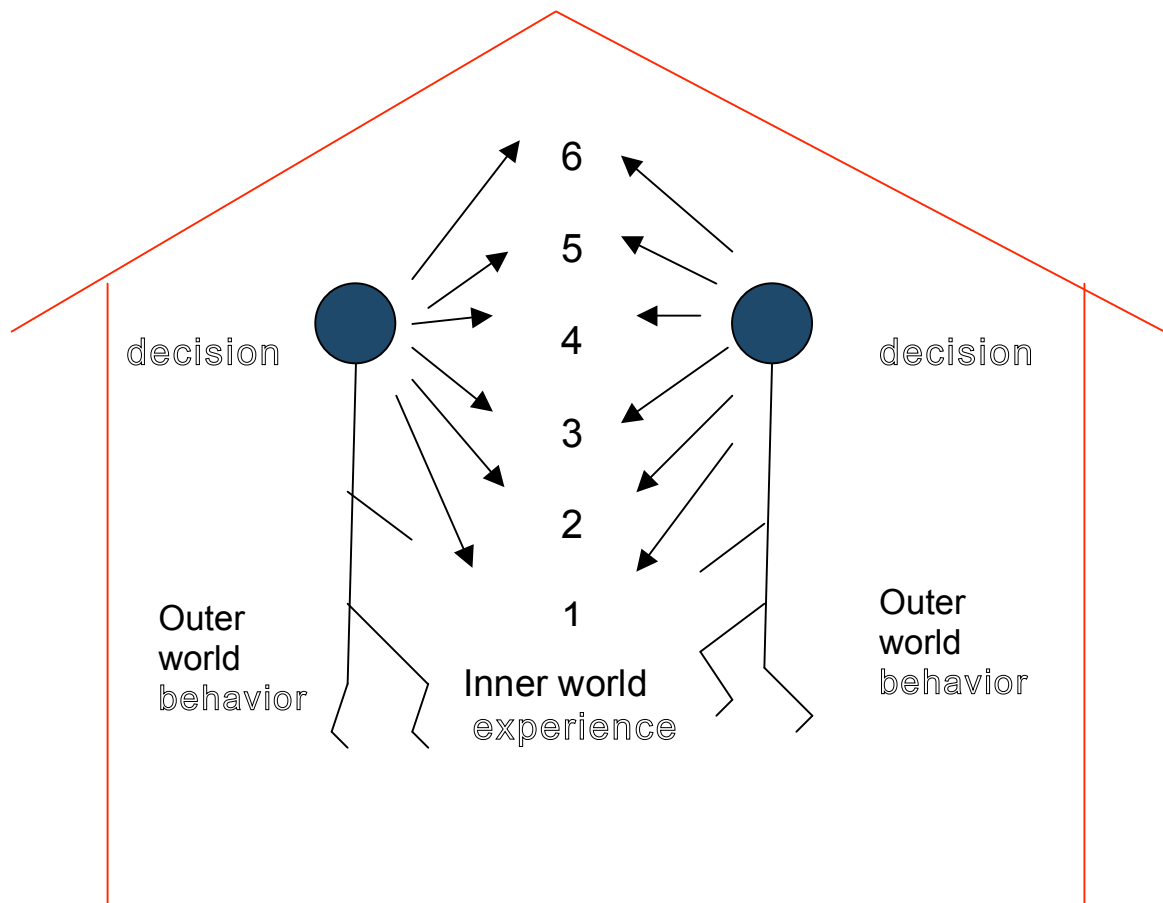 6
5
4
decision
decision
3
2
1
Outer
world
behavior
Inner world
experience
Outer
world
behavior